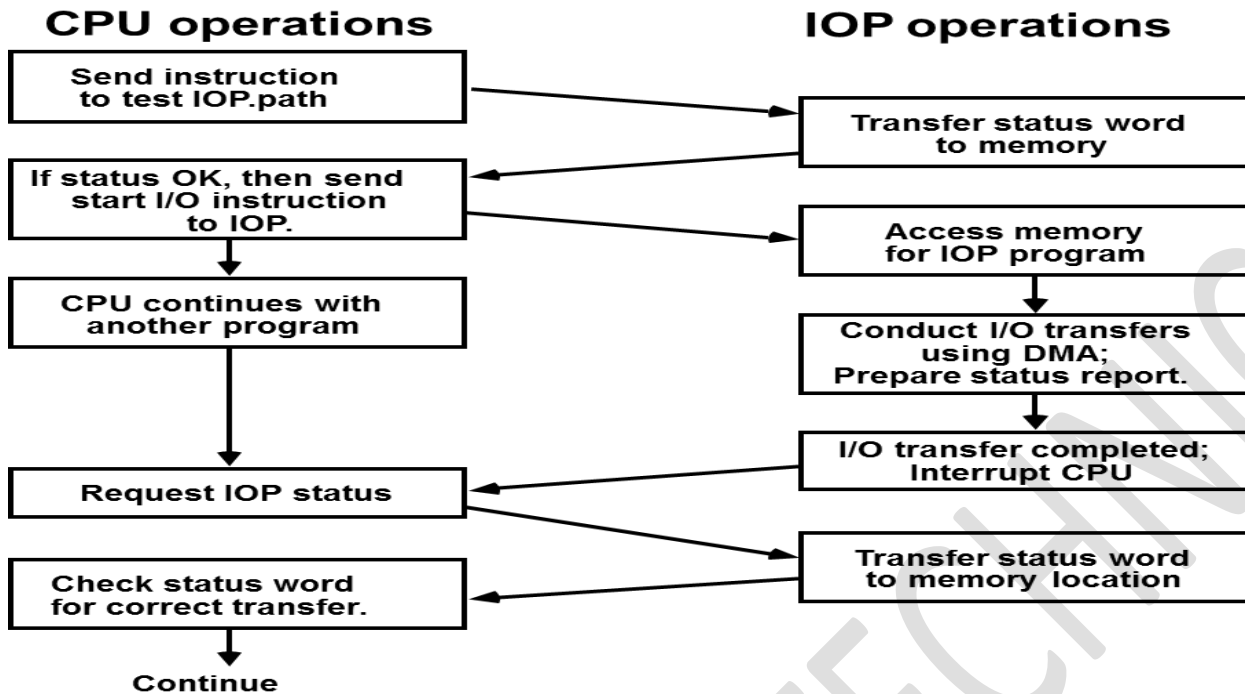 CPU operations
IOP operations
Send instruction
to test IOP.path
Transfer status word
to memory
If status OK, then send
start I/O instruction
to IOP.
Access memory
for IOP program
CPU continues with
another program
Conduct I/O transfers
using DMA;
Prepare status report.
I/O transfer completed;
Interrupt CPU
Request IOP status
Transfer status word
to memory location
Check status word
for correct transfer.
Continue